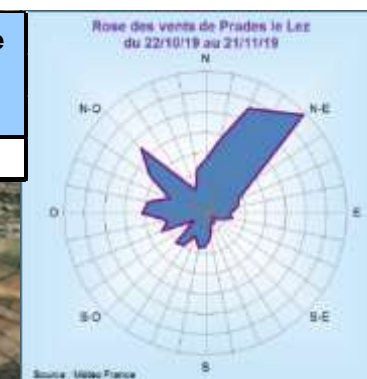 e
Rose des vents de Prades le Lez
du 22/10/19 au 21/11/19
N
N-O
N-E
O
E
S-O
S-E
S
Source : Météo France